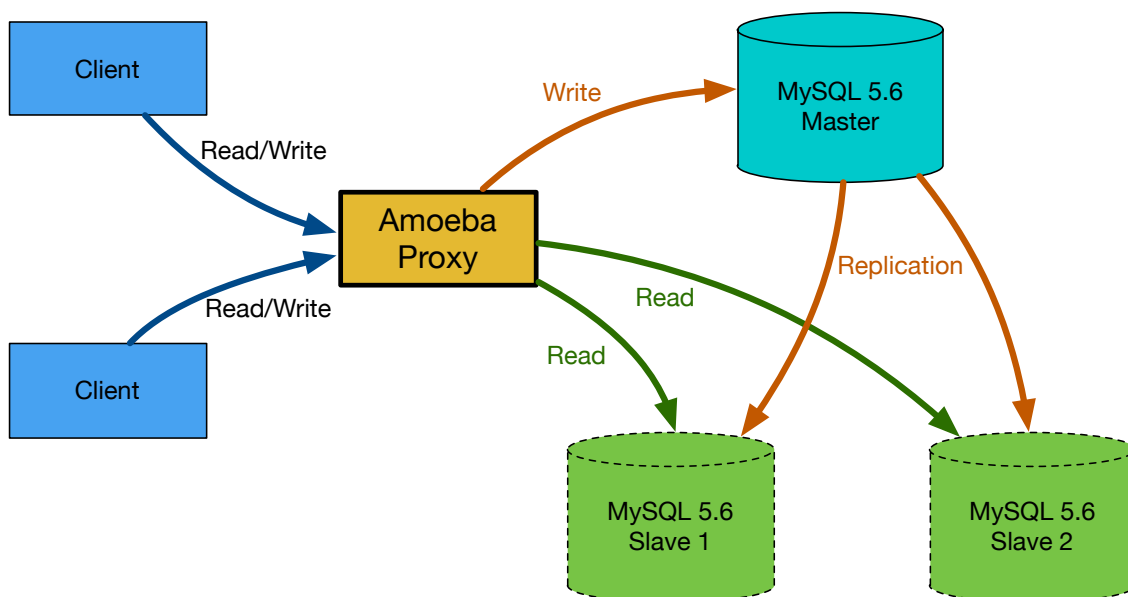 Client
Write
MySQL 5.6
Master
Read/Write
Amoeba
Proxy
Replication
Read
Read/Write
Read
Client
MySQL 5.6
Slave 1
MySQL 5.6
Slave 2